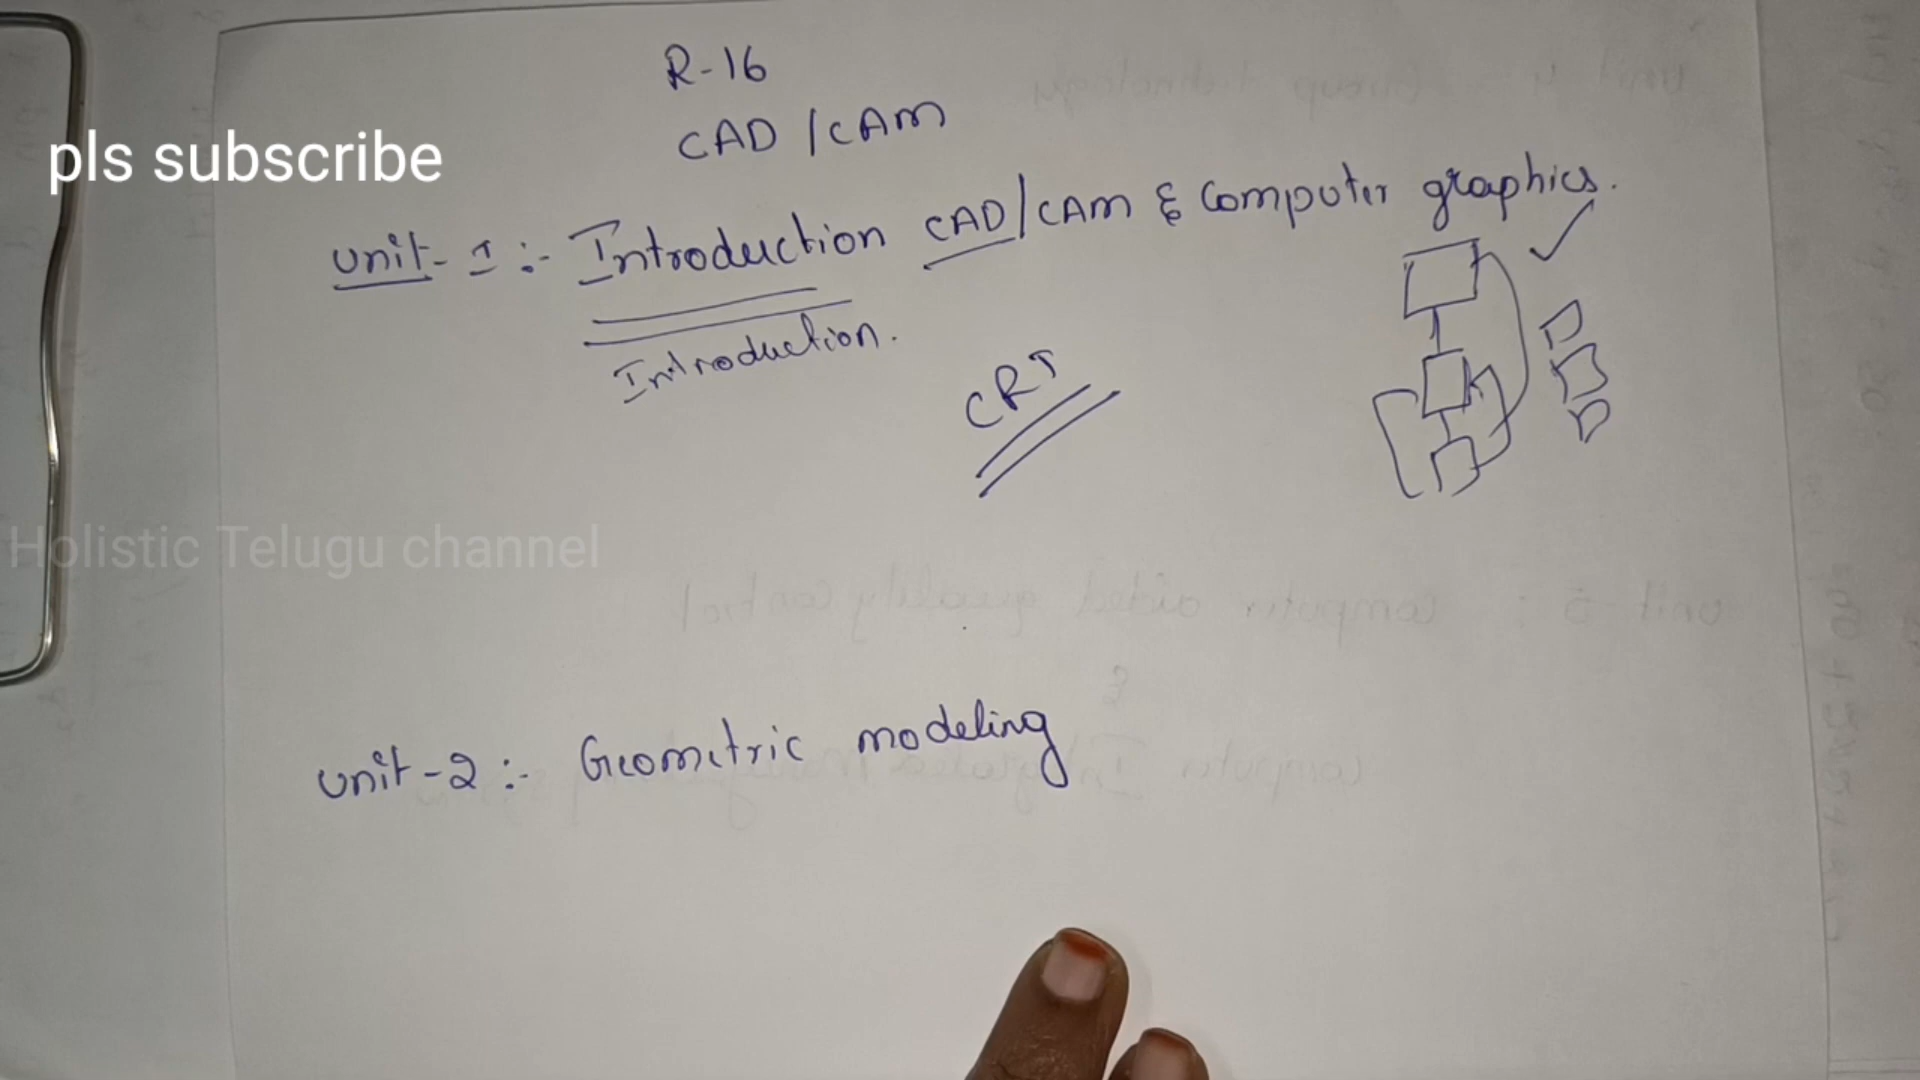 R-16
CAD / CAM
pls subscribe
unit- 1 :- Introduction CAD/CAM & Computer graphics.
Introduction.
CRT
Holistic Telugu channel
unit-2 :- Geometric modeling